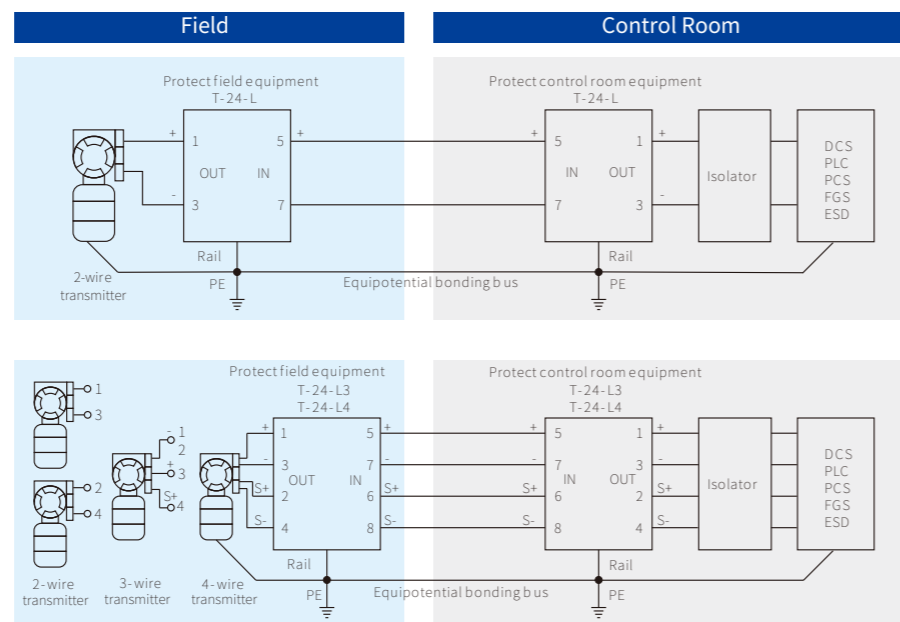 Field
Control Room
Protect field equipment
T-24-L
Protect control room equipment
T-24-L
+ 1 5 +
+ 5 1 +
OUT IN
IN OUT
Isolator
DCS
PLC
PCS
FGS
ESD
- 3 7
7 3 -
Rail
Rail
2-wire
transmitter
PE
Equipotential bonding bus
PE
Protect field equipment
T-24-L3
T-24-L4
Protect control room equipment
T-24-L3
T-24-L4
1
3
2
4
- 1
2
+ 3
S+ 4
+ 1 5 +
- 3 7 -
OUT IN
S+ 2 6 S+
S- 4 8 S-
+ 5 1 +
- 7 3 -
IN OUT
S+ 6 2 S+
S- 8 4 S-
Isolator
DCS
PLC
PCS
FGS
ESD
Rail
Rail
2-wire
transmitter
3-wire
transmitter
4-wire
transmitter
PE
Equipotential bonding bus
PE